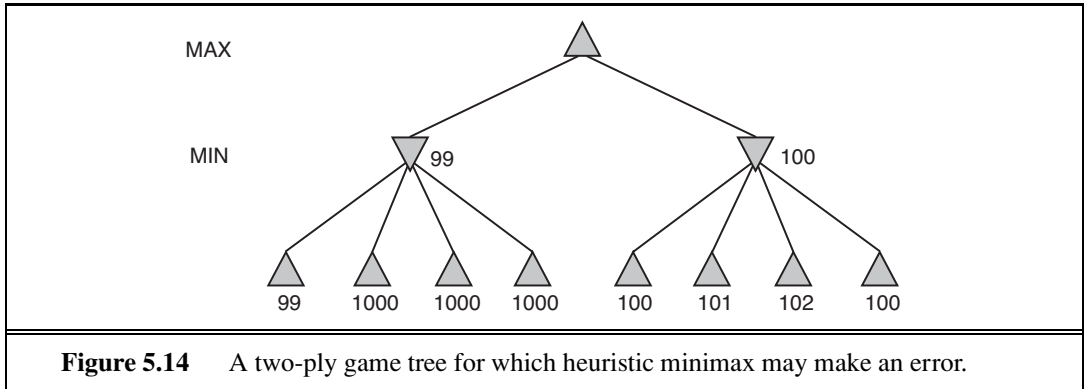 MAX
MIN
99
100
99 1000 1000 1000 100 101 102 100
Figure 5.14 A two-ply game tree for which heuristic minimax may make an error.